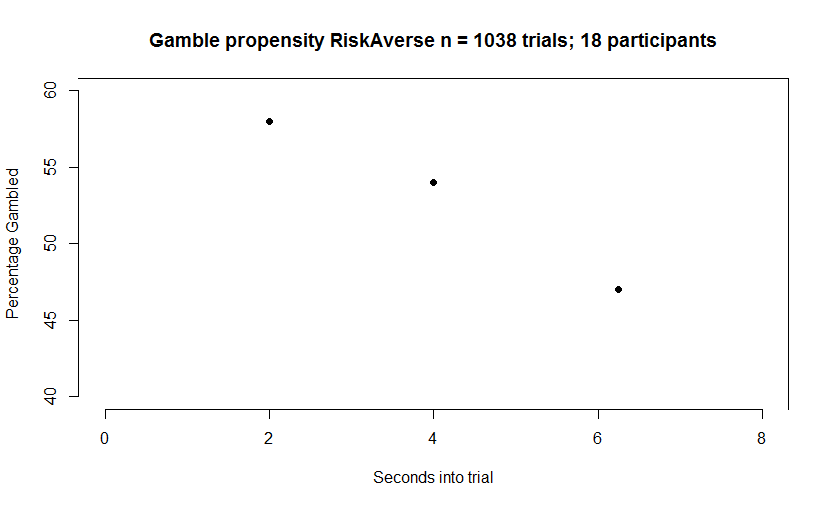 Gamble propensity RiskAverse n = 1038 trials; 18 participants
Percentage Gambled
60
55
50
45
40
0 2 4 6 8
Seconds into trial